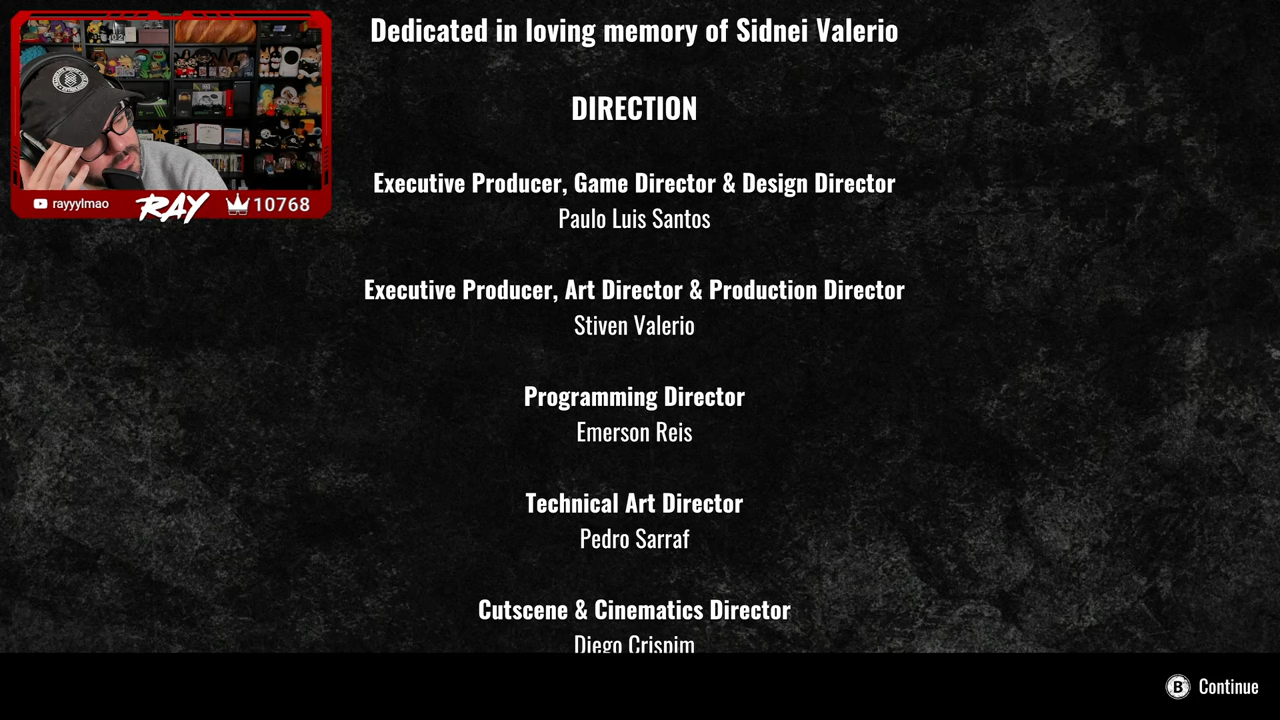 Dedicated in loving memory of Sidnei Valerio
DIRECTION
Executive Producer, Game Director & Design Director
Paulo Luis Santos
Executive Producer, Art Director & Production Director
Stiven Valerio
Programming Director
Emerson Reis
Technical Art Director
Pedro Sarraf
Cutscene & Cinematics Director
Diego Crispim
rayyylmao
RAY
10768
B Continue